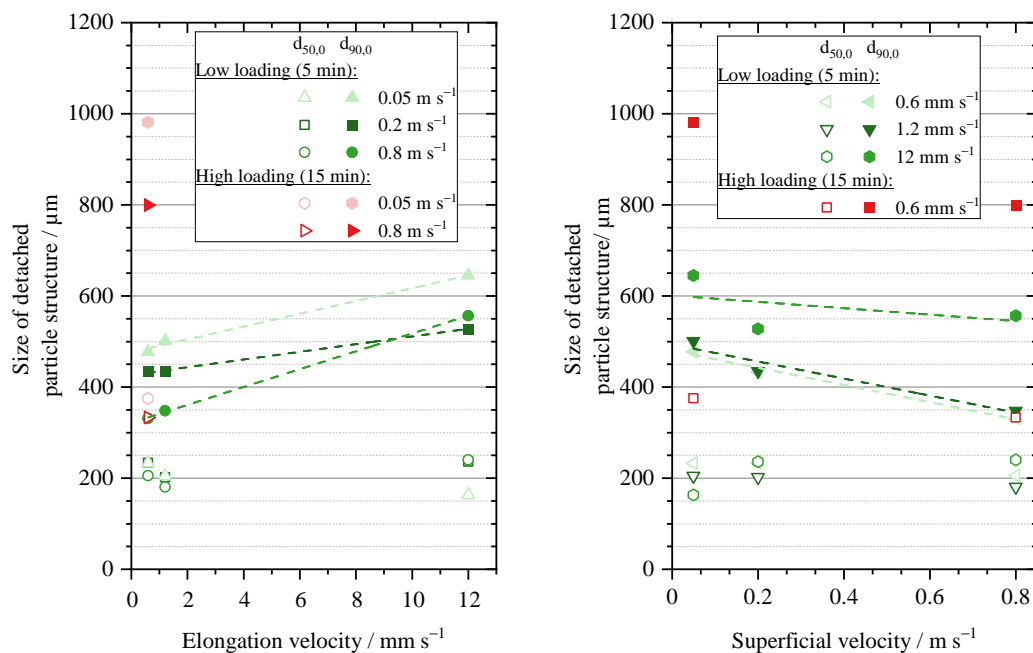 1200
1000
800
600
400
200
0
Size of detached
particle structure / μm
d50,0 d90,0
Low loading (5 min):
0.05 m s⁻¹
0.2 m s⁻¹
0.8 m s⁻¹
High loading (15 min):
0.05 m s⁻¹
0.8 m s⁻¹
0 2 4 6 8 10 12
Elongation velocity / mm s⁻¹
1200
1000
800
600
400
200
0
Size of detached
particle structure/ μm
d50,0 d90,0
Low loading (5 min):
0.6 mm s⁻¹
1.2 mm s⁻¹
12 mm s⁻¹
High loading (15 min):
0.6 mm s⁻¹
0 0.2 0.4 0.6 0.8
Superficial velocity / m s⁻¹